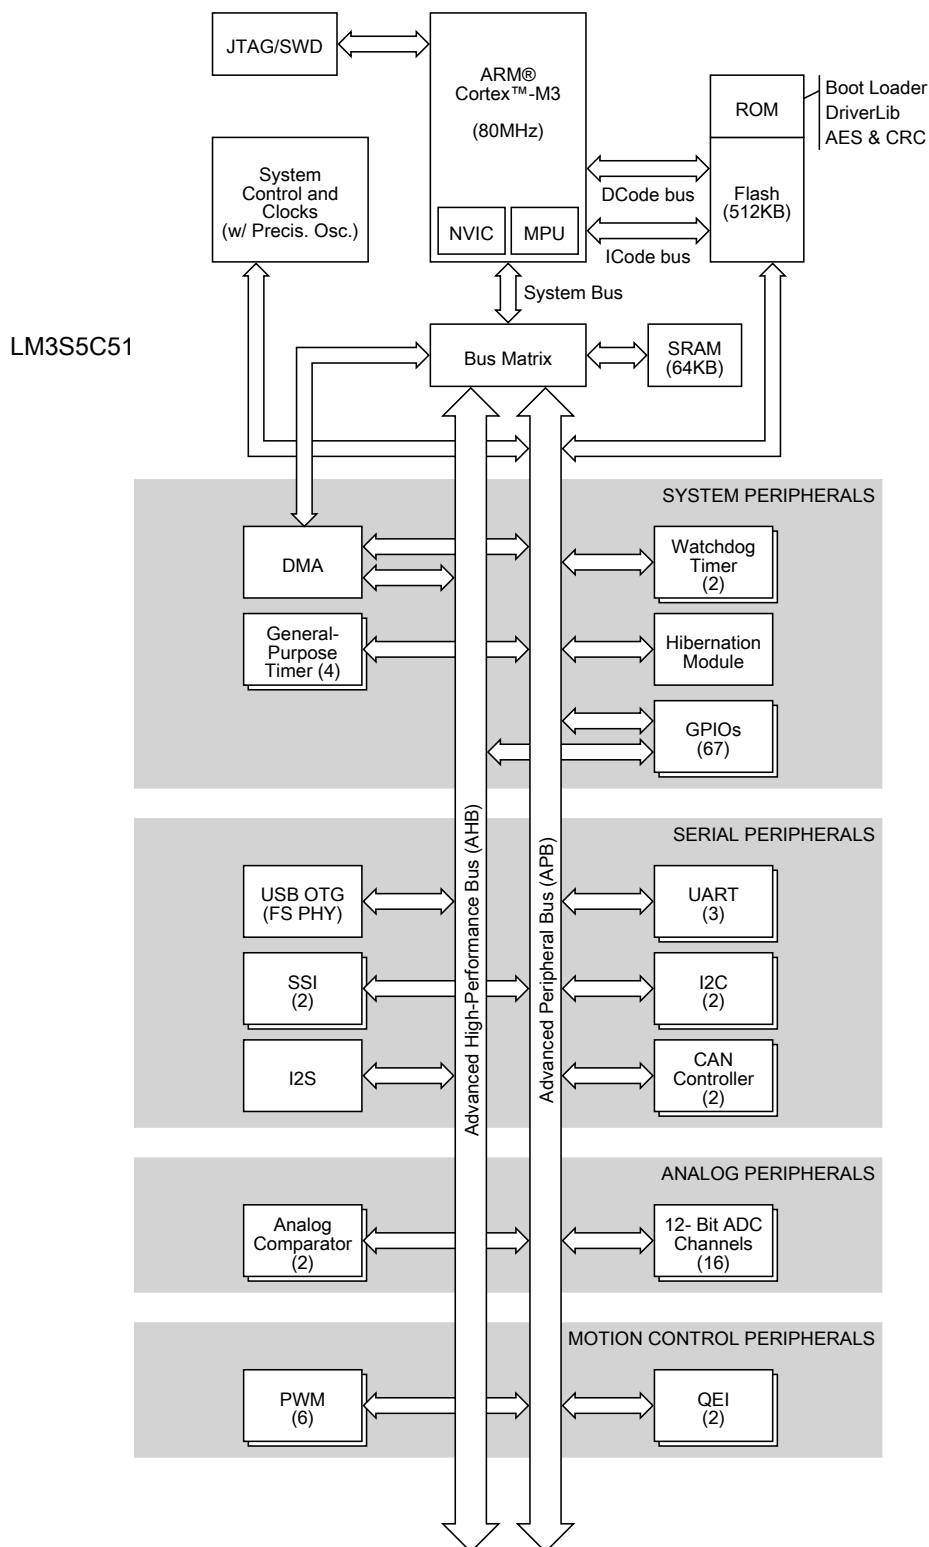 JTAG/SWD
ARM®
Cortex™-M3
(80MHz)
NVIC
MPU
ROM
Boot Loader
DriverLib
AES & CRC
System
Control and
Clocks
(w/ Precis. Osc.)
DCode bus
Flash
(512KB)
ICode bus
System Bus
LM3S5C51
Bus Matrix
SRAM
(64KB)
SYSTEM PERIPHERALS
DMA
Watchdog
Timer
(2)
General-
Purpose
Timer (4)
Hibernation
Module
GPIOs
(67)
Advanced High-Performance Bus (AHB)
Advanced Peripheral Bus (APB)
SERIAL PERIPHERALS
USB OTG
(FS PHY)
UART
(3)
SSI
(2)
I2C
(2)
I2S
CAN
Controller
(2)
ANALOG PERIPHERALS
Analog
Comparator
(2)
12- Bit ADC
Channels
(16)
MOTION CONTROL PERIPHERALS
PWM
(6)
QEI
(2)